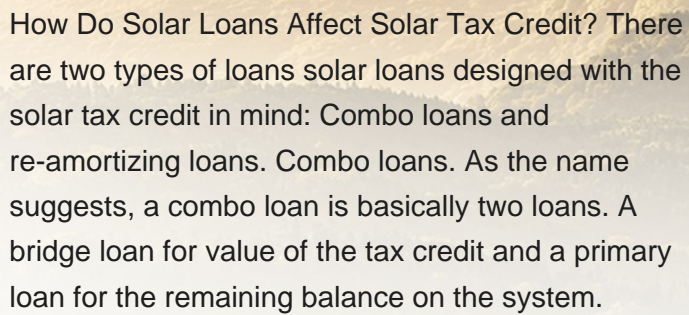 How Do Solar Loans Affect Solar Tax Credit? There
are two types of loans solar loans designed with the
solar tax credit in mind: Combo loans and
re-amortizing loans. Combo loans. As the name
suggests, a combo loan is basically two loans. A
bridge loan for value of the tax credit and a primary
loan for the remaining balance on the system.